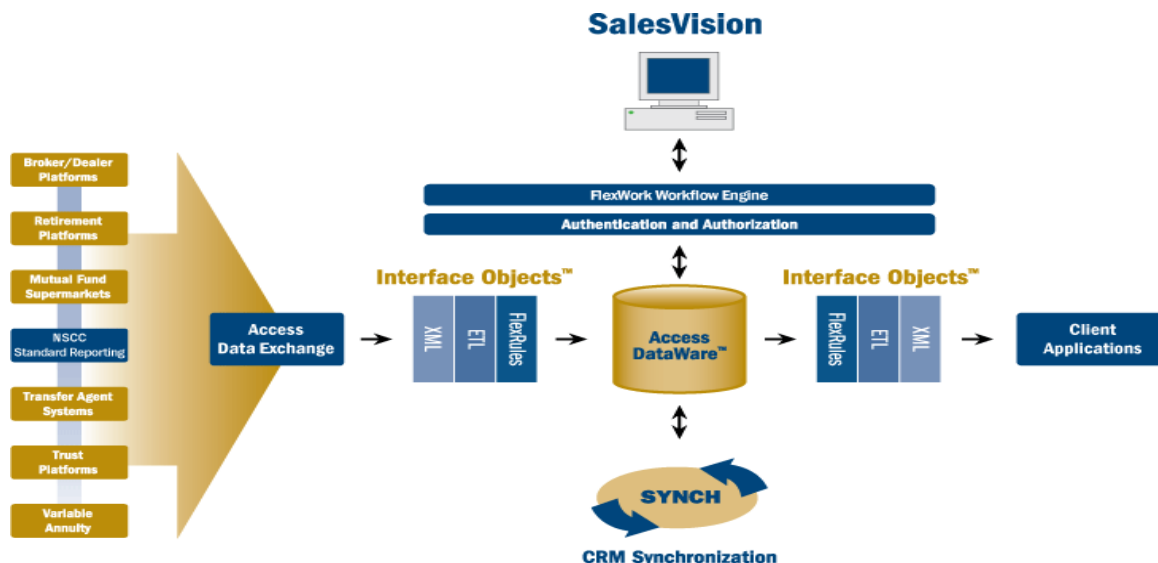 SalesVision
Broker/Dealer
Platforms
Retirement
Platforms
Mutual Fund
Supermarkets
NSCC
Standard Reporting
Transfer Agent
Systems
Trust
Platforms
Variable
Annuity
Access
Data Exchange
FlexWork Workflow Engine
Authentication and Authorization
Interface Objects™
XML
ETL
FlexRules
Access
DataWare™
Interface Objects™
FlexRules
ETL
XML
Client
Applications
SYNCH
CRM Synchronization